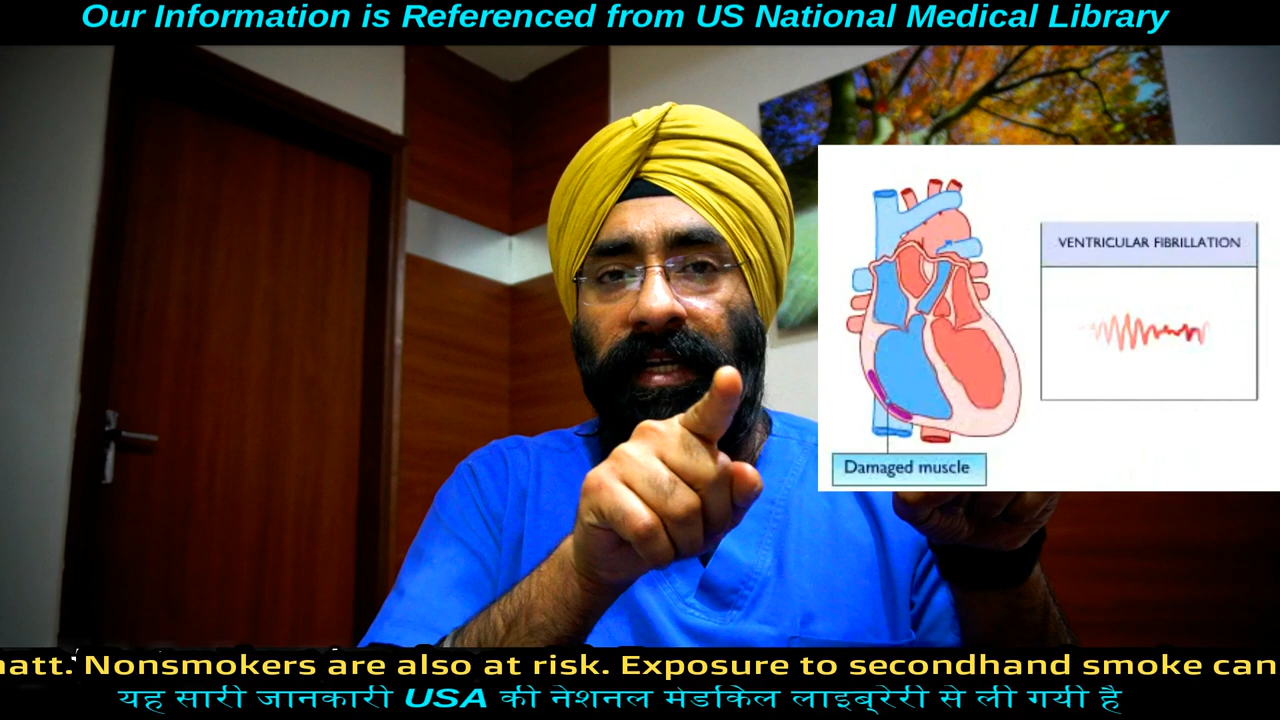 Our Information is Referenced from US National Medical Library
VENTRICULAR FIBRILLATION
Damaged muscle
Nonsmokers are also at risk. Exposure to secondhand smoke can
यह सारी जानकारी USA की नेशनल मेडकिल लाइब्रेरी से ली गयी है